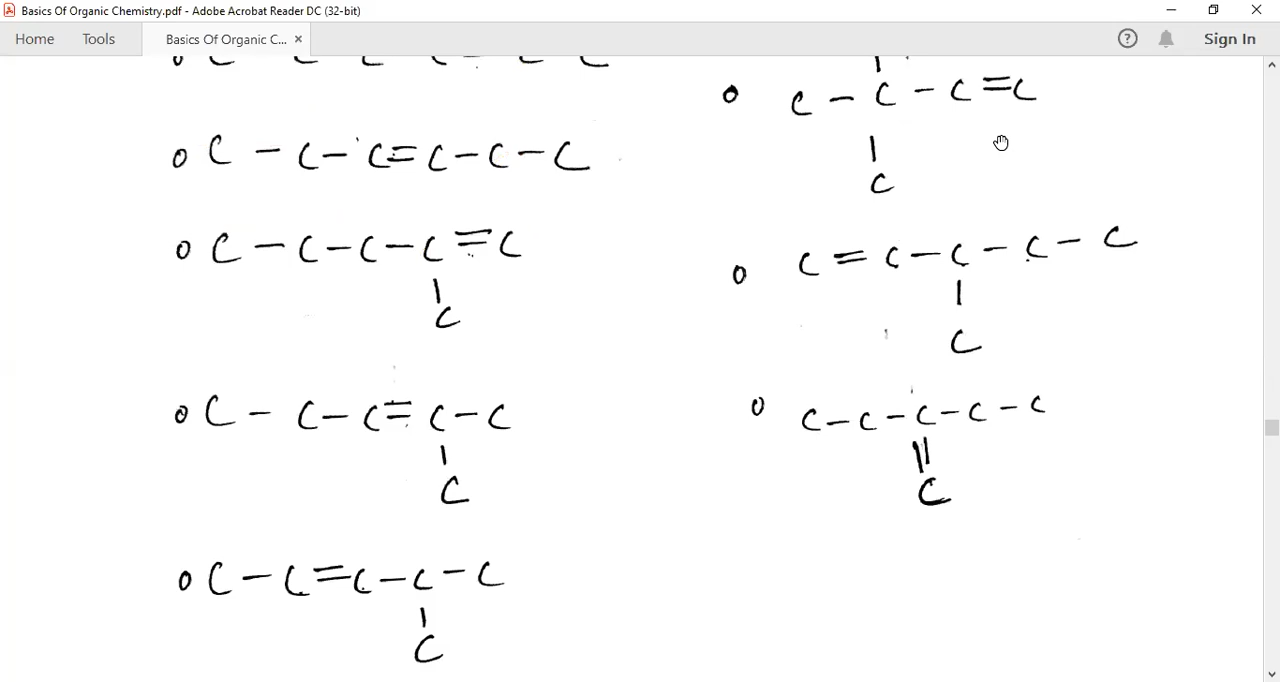 Basics Of Organic Chemistry.pdf - Adobe Acrobat Reader DC (32-bit)
Home Tools Basics Of Organic C... × ? Sign In
o C - C - C = C - C - C
o C - C - C - C = C
|
C
o C - C - C = C - C
|
C
o C - C = C - C - C
|
C
o C - C - C = C
|
C
o C = C - C - C - C
|
C
o C - C - C - C - C
||
C